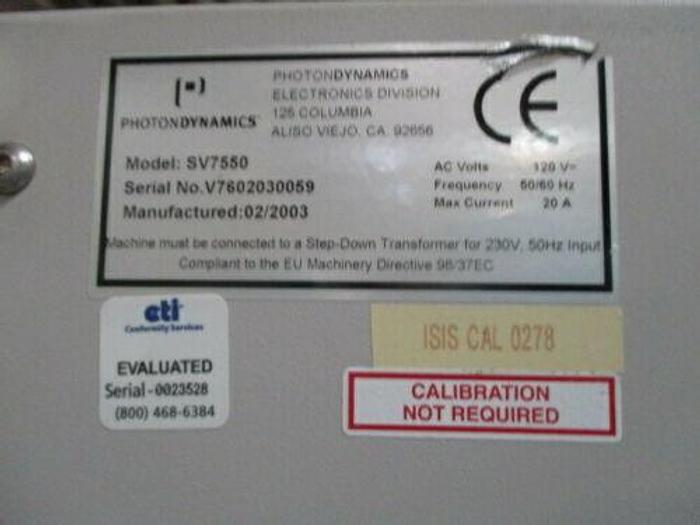 PHOTONDYNAMICS
PHOTONDYNAMICS
ELECTRONICS DIVISION
125 COLUMBIA
ALISO VIEJO, CA. 92656
CE
Model: SV7550
Serial No.V7602030059
Manufactured:02/2003
AC Volts 120 V~
Frequency 50/60 Hz
Max Current 20 A
Machine must be connected to a Step-Down Transformer for 230V, 50Hz Input
Compliant to the EU Machinery Directive 98/37EC
eti
Conformity Services
EVALUATED
Serial-0023528
(800) 468-6384
ISIS CAL 0278
CALIBRATION
NOT REQUIRED